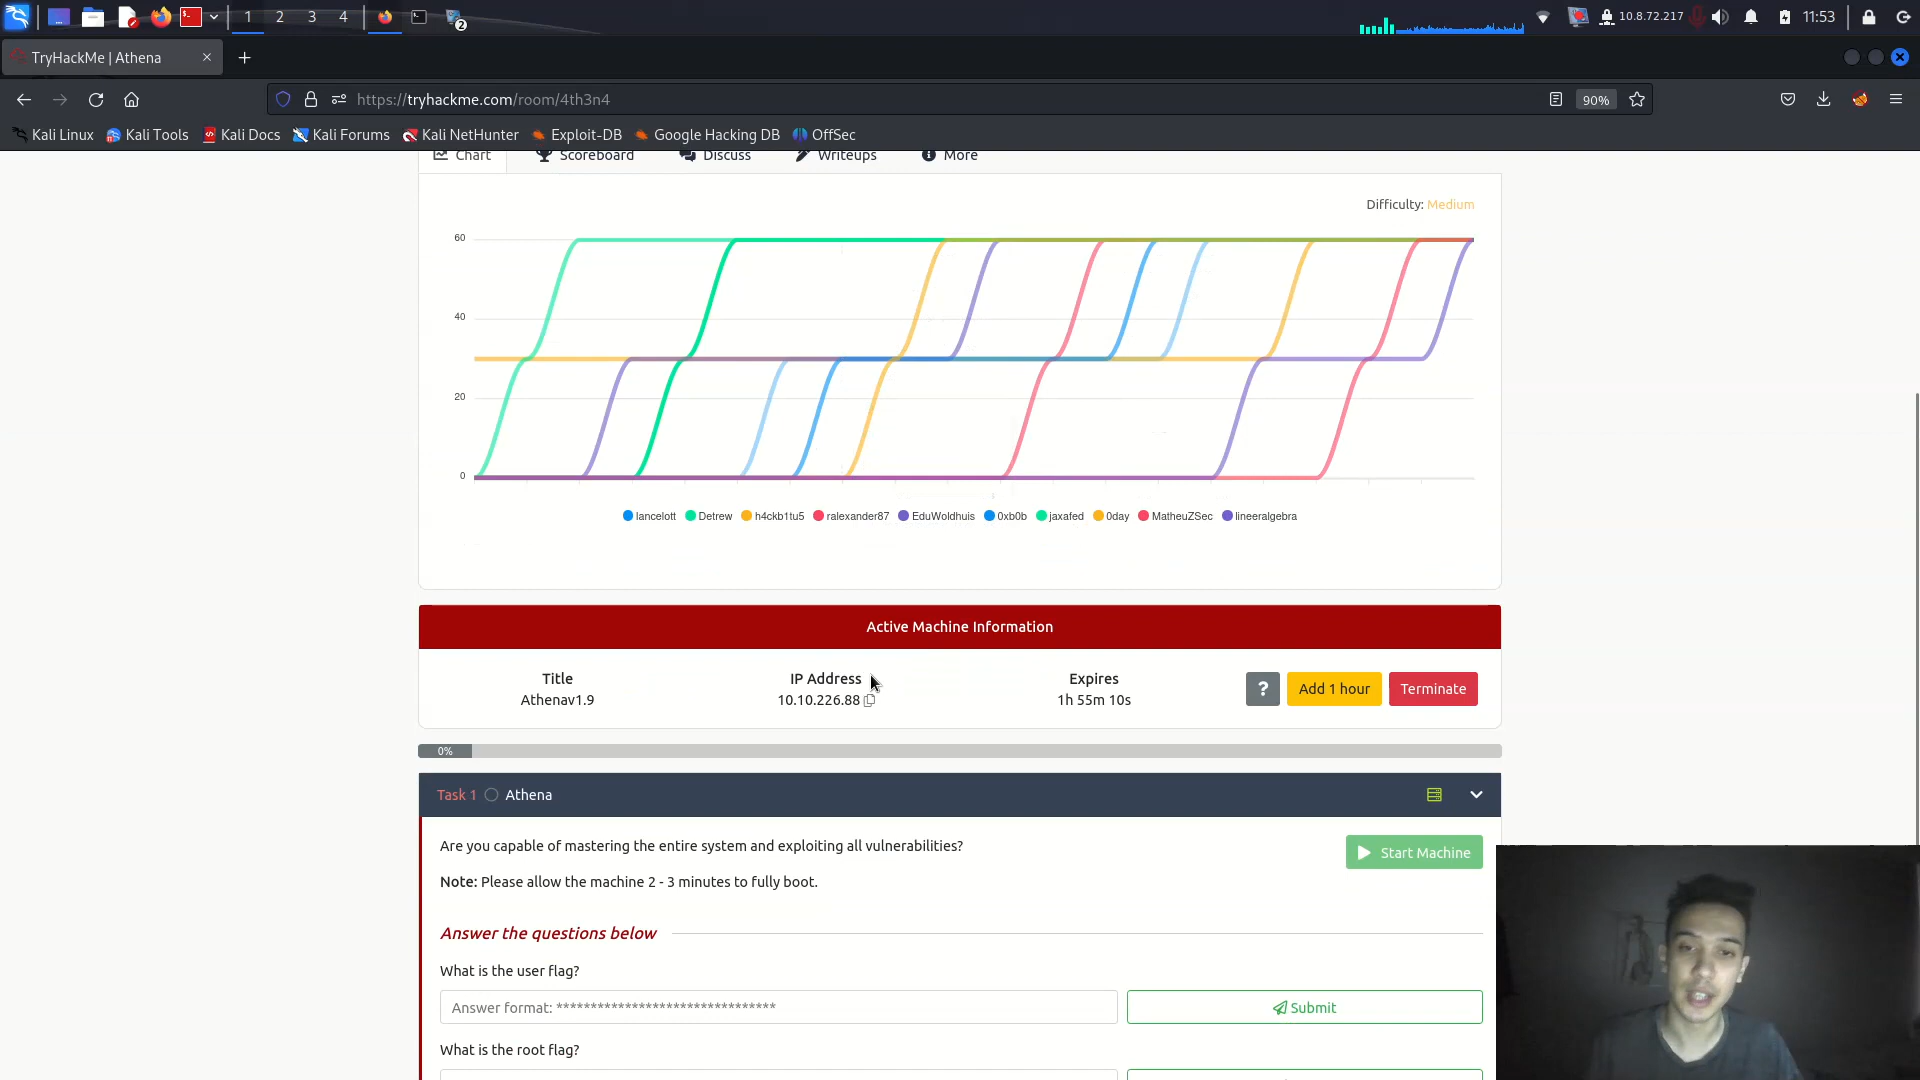 1 2 3 4 2 10.8.72.217 11:53
TryHackMe | Athena
https://tryhackme.com/room/4th3n4 90%
Kali Linux Kali Tools Kali Docs Kali Forums Kali NetHunter Exploit-DB Google Hacking DB OffSec
Chart Scoreboard Discuss Writeups More
Difficulty: Medium
60
40
20
0
lancelott Detrew h4ckb1tu5 ralexander87 EduWoldhuis 0xb0b jaxafed 0day MatheuZSec lineeralgebra
Active Machine Information
Title IP Address Expires
Athenav1.9 10.10.226.88 1h 55m 10s
? Add 1 hour Terminate
0%
Task 1 Athena
Are you capable of mastering the entire system and exploiting all vulnerabilities?
Start Machine
Note: Please allow the machine 2 - 3 minutes to fully boot.
Answer the questions below
What is the user flag?
Answer format: ********************************
Submit
What is the root flag?